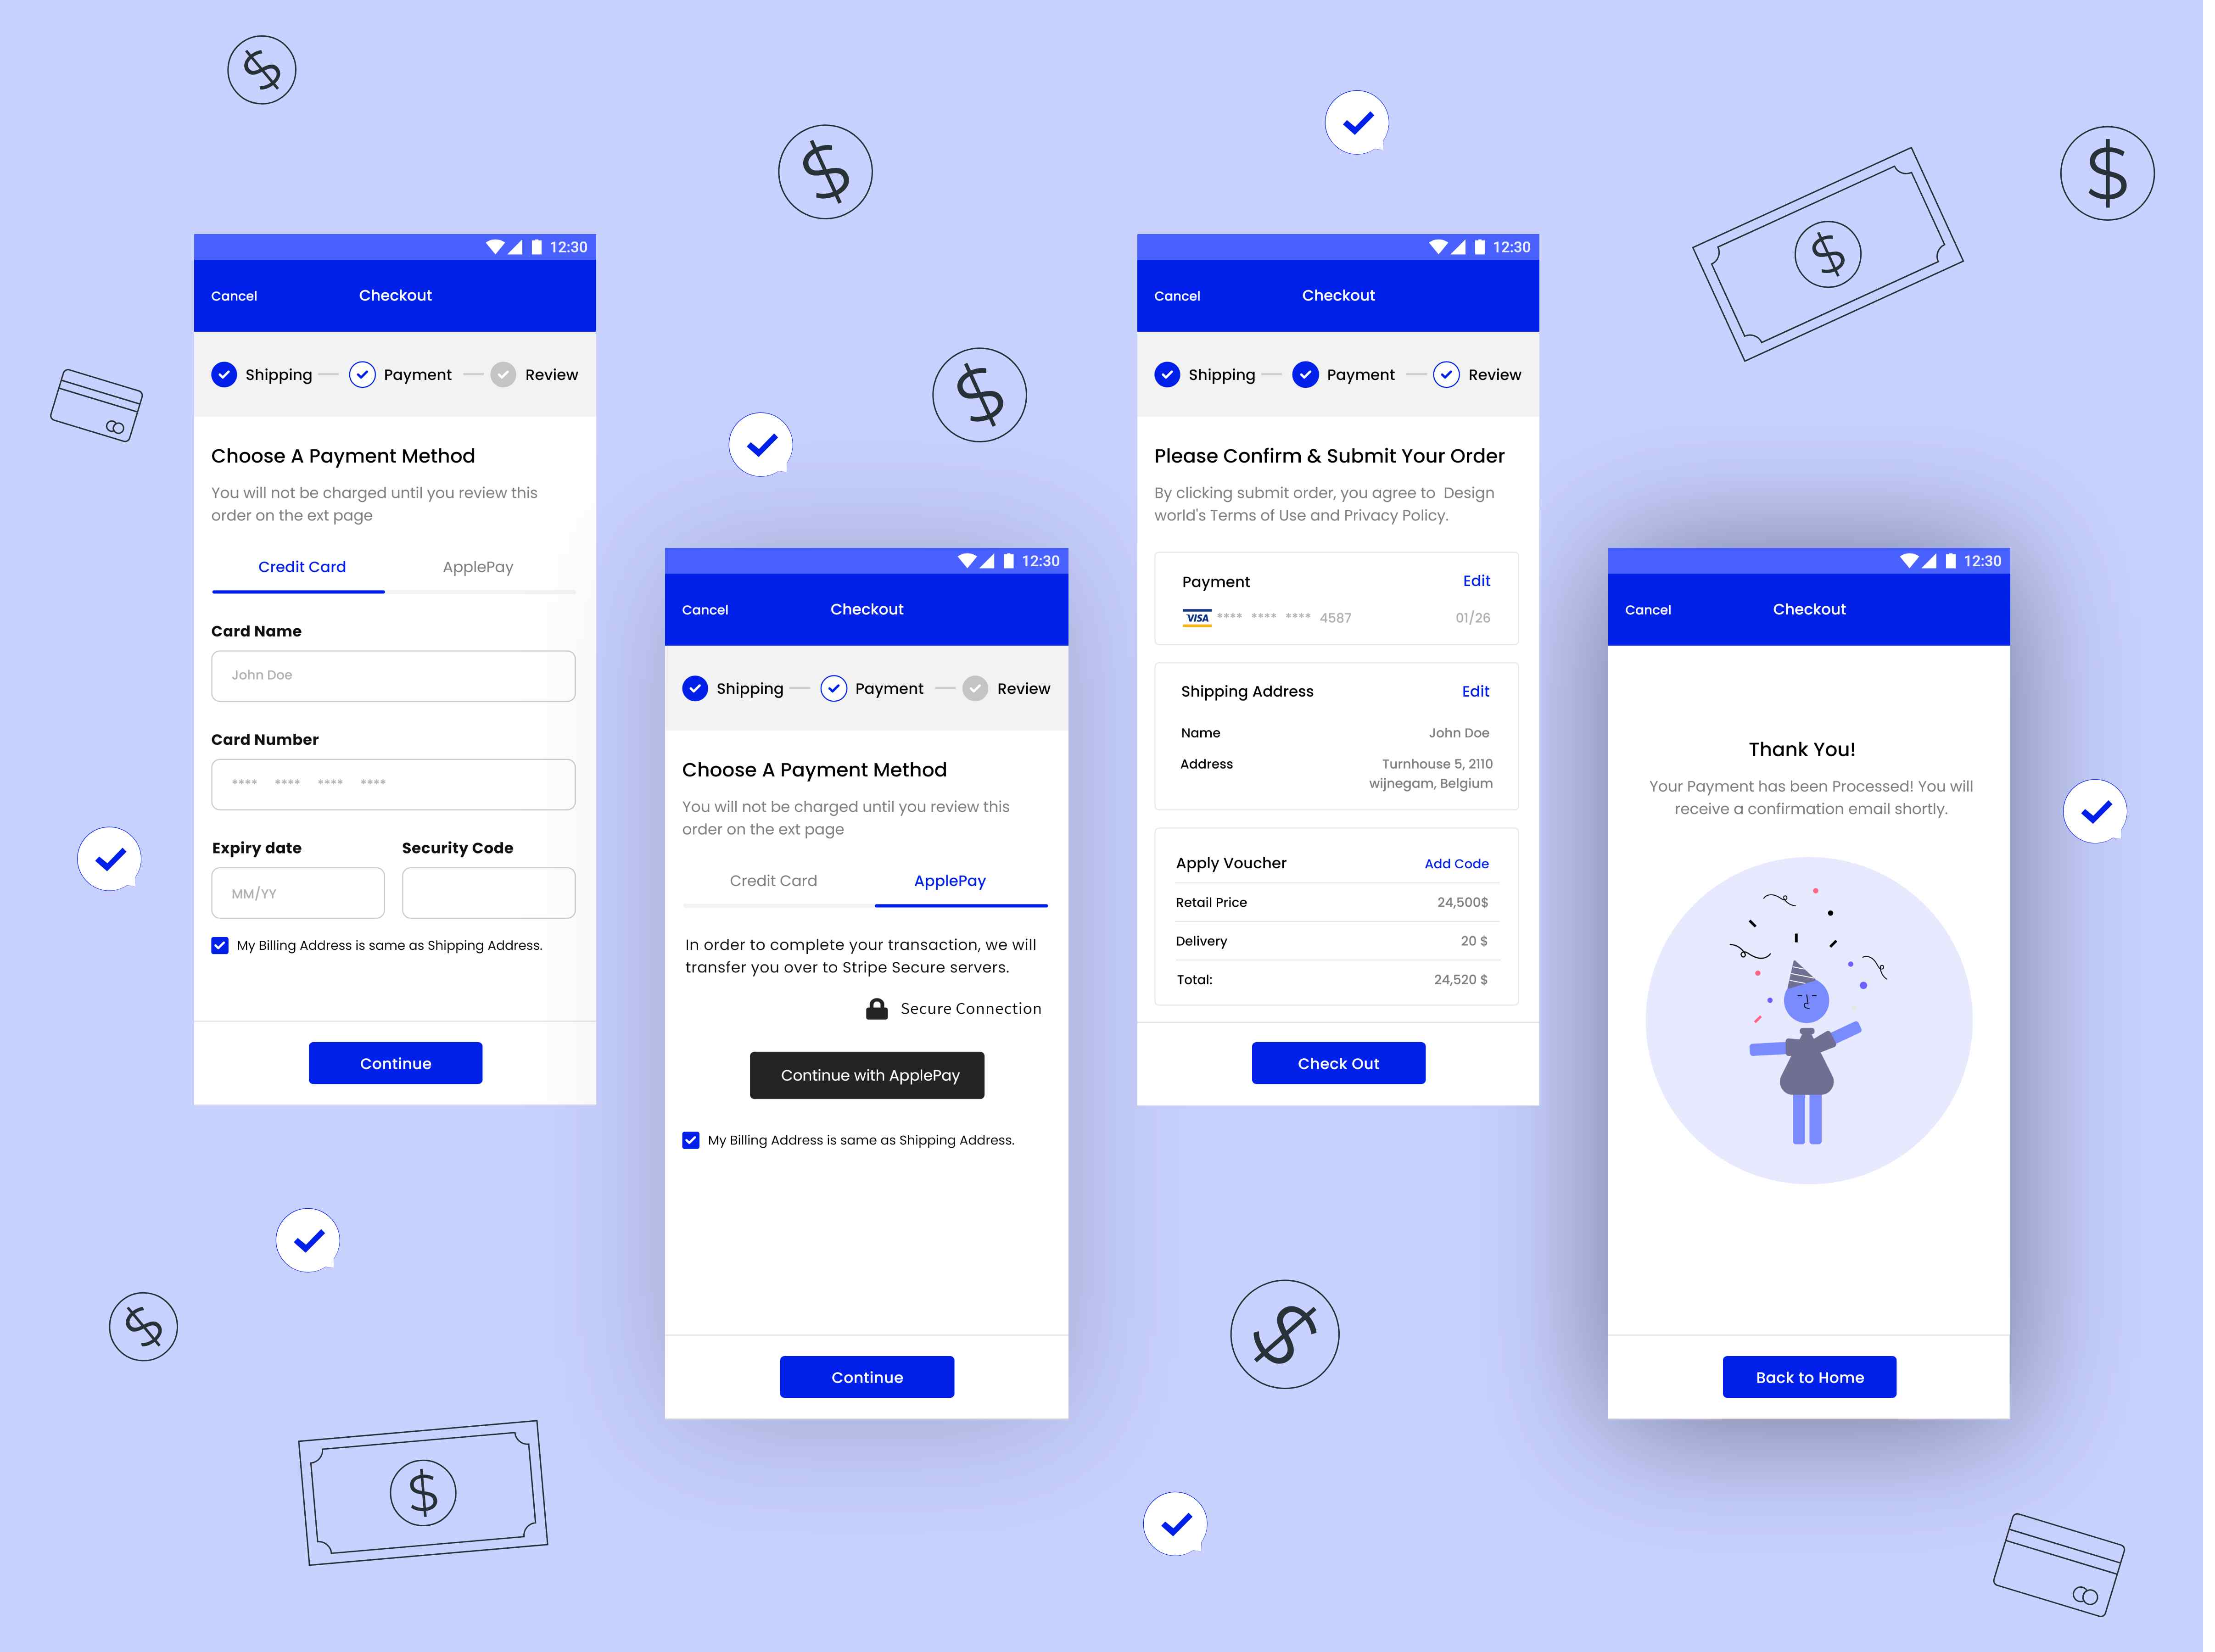 12:30
Cancel Checkout
Shipping Payment Review
Choose A Payment Method
You will not be charged until you review this
order on the ext page
Credit Card ApplePay
Card Name
John Doe
Card Number
**** **** **** ****
Expiry date Security Code
MM/YY
My Billing Address is same as Shipping Address.
Continue
12:30
Cancel Checkout
Shipping Payment Review
Choose A Payment Method
You will not be charged until you review this
order on the ext page
Credit Card ApplePay
In order to complete your transaction, we will
transfer you over to Stripe Secure servers.
Secure Connection
Continue with ApplePay
My Billing Address is same as Shipping Address.
Continue
12:30
Cancel Checkout
Shipping Payment Review
Please Confirm & Submit Your Order
By clicking submit order, you agree to Design
world's Terms of Use and Privacy Policy.
Payment Edit
VISA **** **** **** 4587 01/26
Shipping Address Edit
Name John Doe
Address Turnhouse 5, 2110
wijnegam, Belgium
Apply Voucher Add Code
Retail Price 24,500$
Delivery 20 $
Total: 24,520 $
Check Out
12:30
Cancel Checkout
Thank You!
Your Payment has been Processed! You will
receive a confirmation email shortly.
Back to Home
$
$
$
$
$
$
$
$